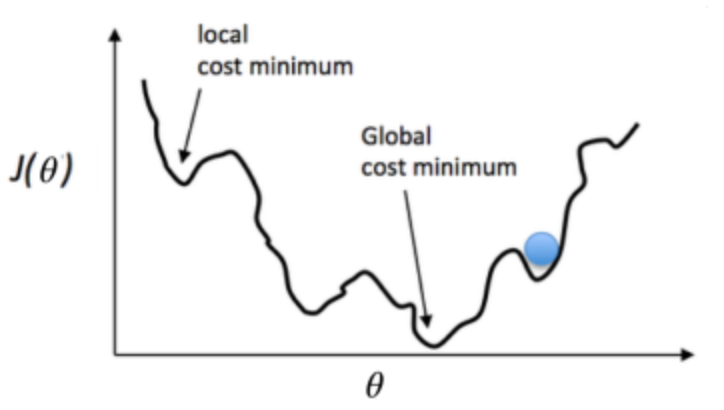 local
cost minimum
Global
cost minimum
J(θ)
θ